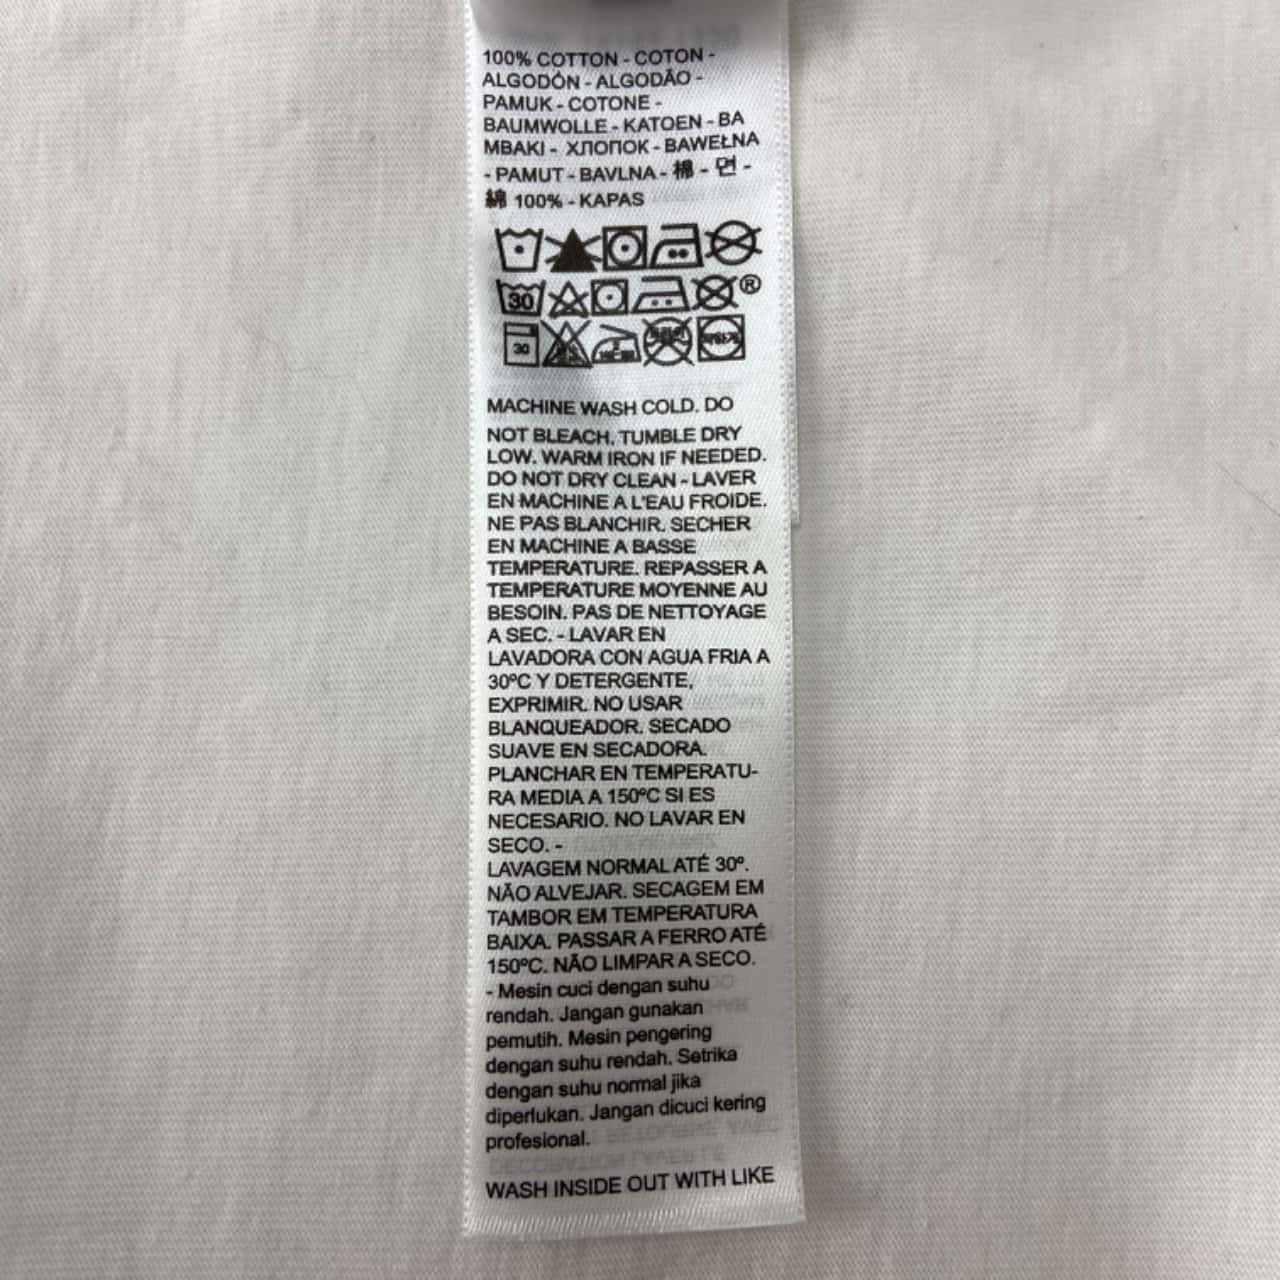 100% COTTON - COTON -
ALGODÓN - ALGODÃO -
PAMUK - COTONE -
BAUMWOLLE - KATOEN - BA
MBAKI - ХЛОПОК - BAWEŁNA
- PAMUT - BAVLNA - 棉 - 면 -
綿 100% - KAPAS
30 ®
30
MACHINE WASH COLD. DO
NOT BLEACH. TUMBLE DRY
LOW. WARM IRON IF NEEDED.
DO NOT DRY CLEAN - LAVER
EN MACHINE A L'EAU FROIDE.
NE PAS BLANCHIR. SECHER
EN MACHINE A BASSE
TEMPERATURE. REPASSER A
TEMPERATURE MOYENNE AU
BESOIN. PAS DE NETTOYAGE
A SEC. - LAVAR EN
LAVADORA CON AGUA FRIA A
30ºC Y DETERGENTE,
EXPRIMIR. NO USAR
BLANQUEADOR. SECADO
SUAVE EN SECADORA.
PLANCHAR EN TEMPERATU-
RA MEDIA A 150ºC SI ES
NECESARIO. NO LAVAR EN
SECO. -
LAVAGEM NORMAL ATÉ 30º.
NÃO ALVEJAR. SECAGEM EM
TAMBOR EM TEMPERATURA
BAIXA. PASSAR A FERRO ATÉ
150ºC. NÃO LIMPAR A SECO.
- Mesin cuci dengan suhu
rendah. Jangan gunakan
pemutih. Mesin pengering
dengan suhu rendah. Setrika
dengan suhu normal jika
diperlukan. Jangan dicuci kering
profesional.
WASH INSIDE OUT WITH LIKE